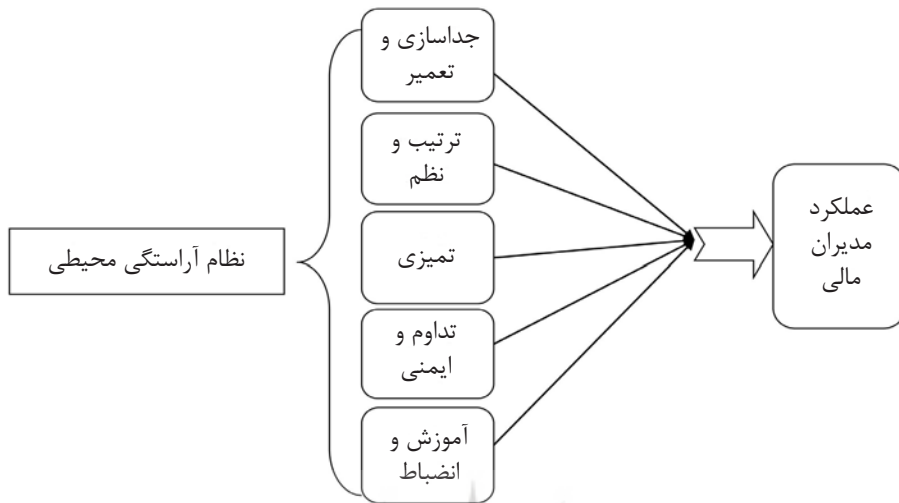 نظام آراستگی محیطی
جداسازی و
تعمیر
ترتیب و
نظم
تمیزی
تداوم و
ایمنی
آموزش و
انضباط
عملکرد
مدیران
مالی